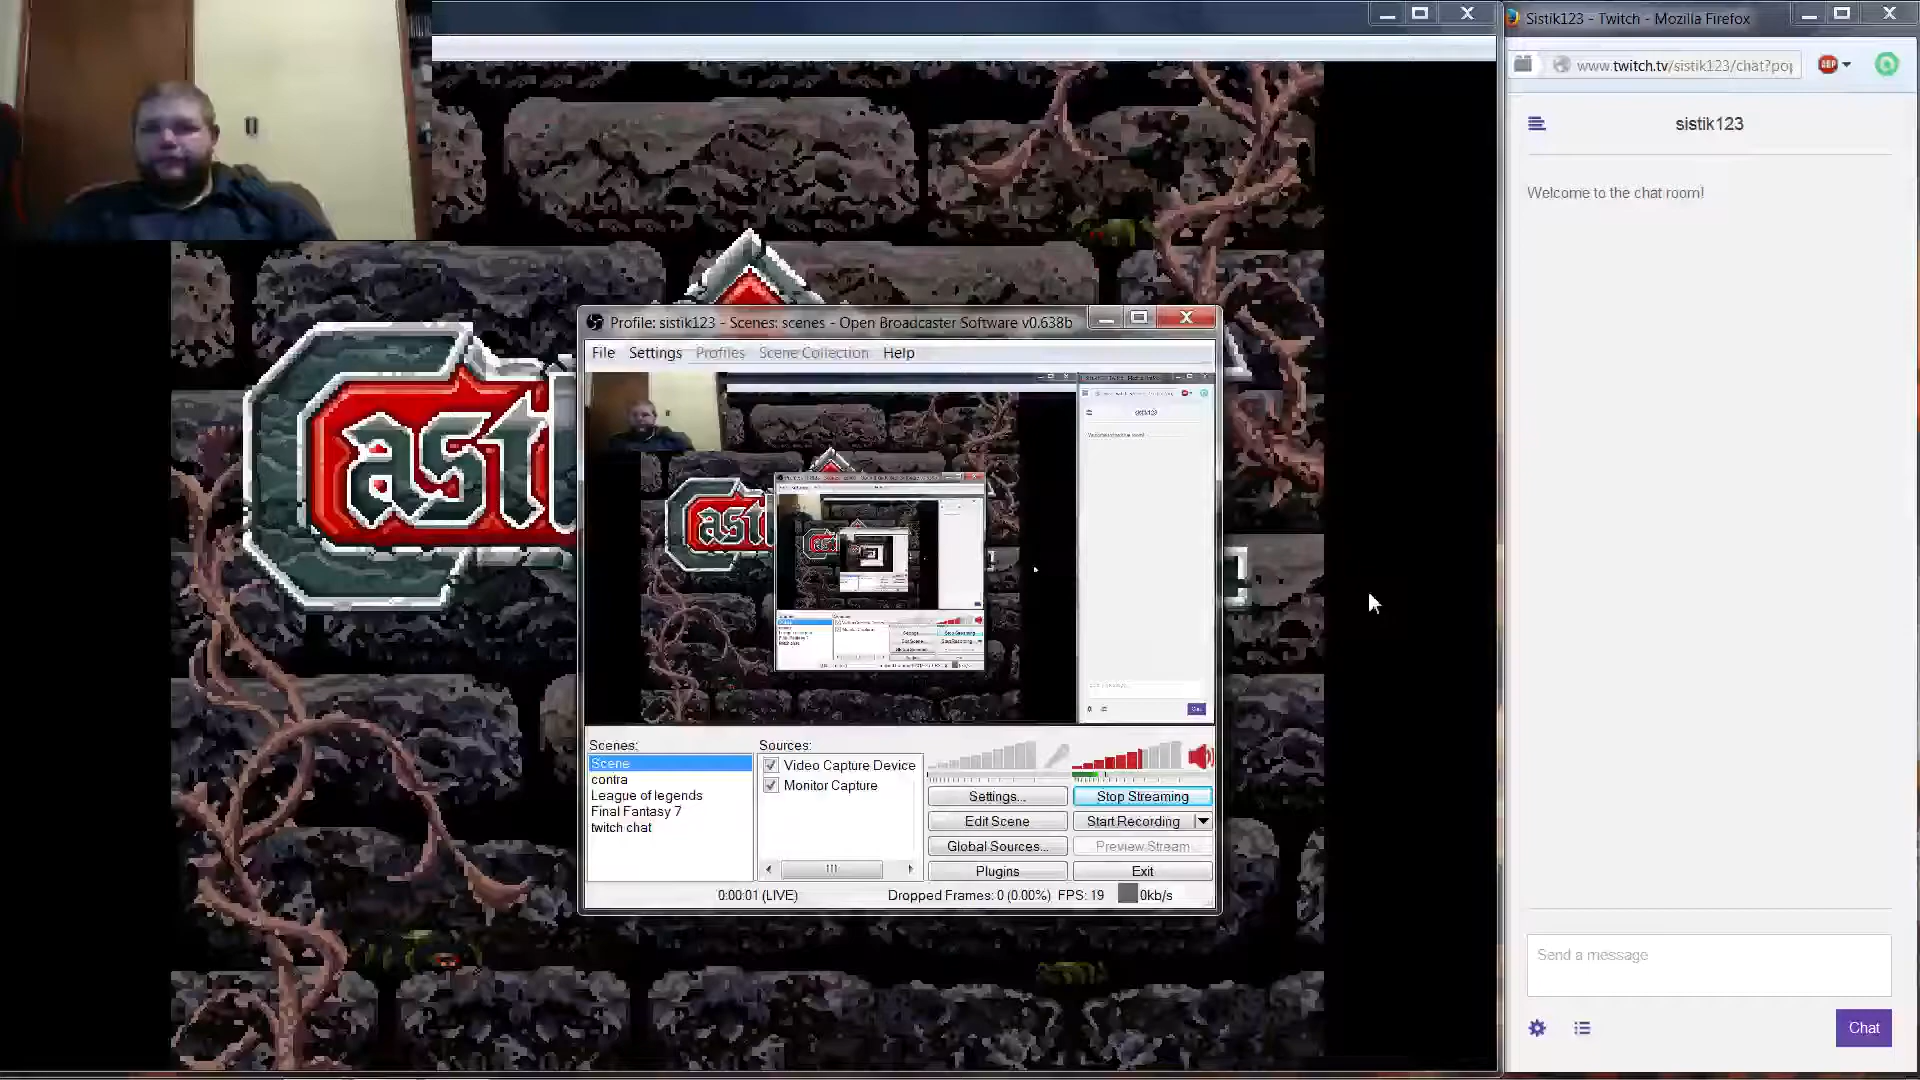 Sistik123 - Twitch - Mozilla Firefox
www.twitch.tv/sistik123/chat?po
ABP
sistik123
Welcome to the chat room!
Cast
Profile: sistik123 - Scenes: scenes - Open Broadcaster Software v0.638b
File Settings Profiles Scene Collection Help
Scenes:
Scene
contra
League of legends
Final Fantasy 7
twitch chat
Sources:
Video Capture Device
Monitor Capture
Settings... Stop Streaming
Edit Scene Start Recording
Global Sources... Preview Stream
Plugins Exit
0:00:01 (LIVE) Dropped Frames: 0 (0.00%) FPS: 19 0kb/s
Send a message
Chat